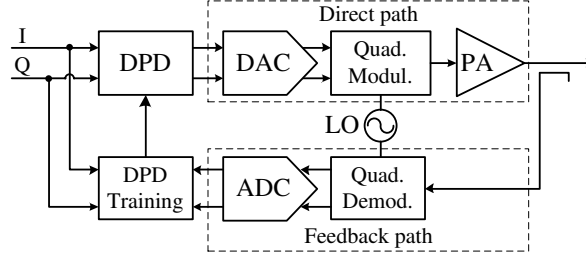 Direct path
I
Q
DPD
DAC
Quad.
Modul.
PA
LO
DPD
Training
ADC
Quad.
Demod.
Feedback path